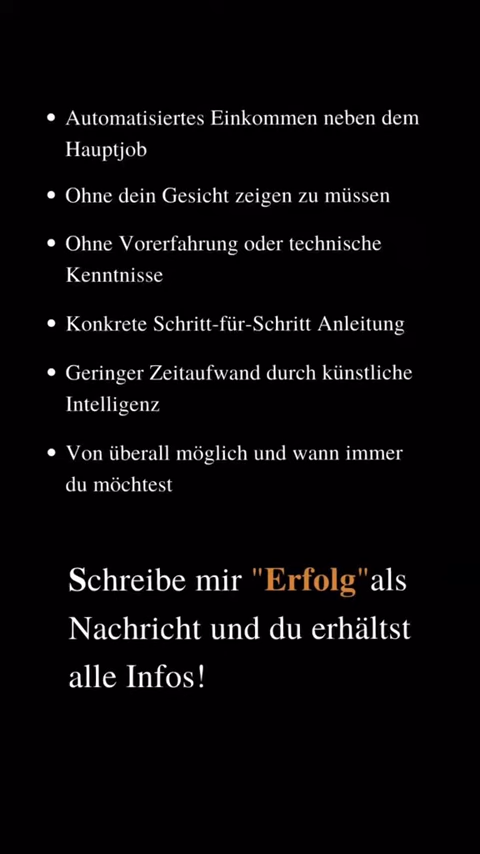 • Automatisiertes Einkommen neben dem
Hauptjob
• Ohne dein Gesicht zeigen zu müssen
• Ohne Vorerfahrung oder technische
Kenntnisse
• Konkrete Schritt-für-Schritt Anleitung
• Geringer Zeitaufwand durch künstliche
Intelligenz
• Von überall möglich und wann immer
du möchtest
Schreibe mir "Erfolg"als
Nachricht und du erhältst
alle Infos!